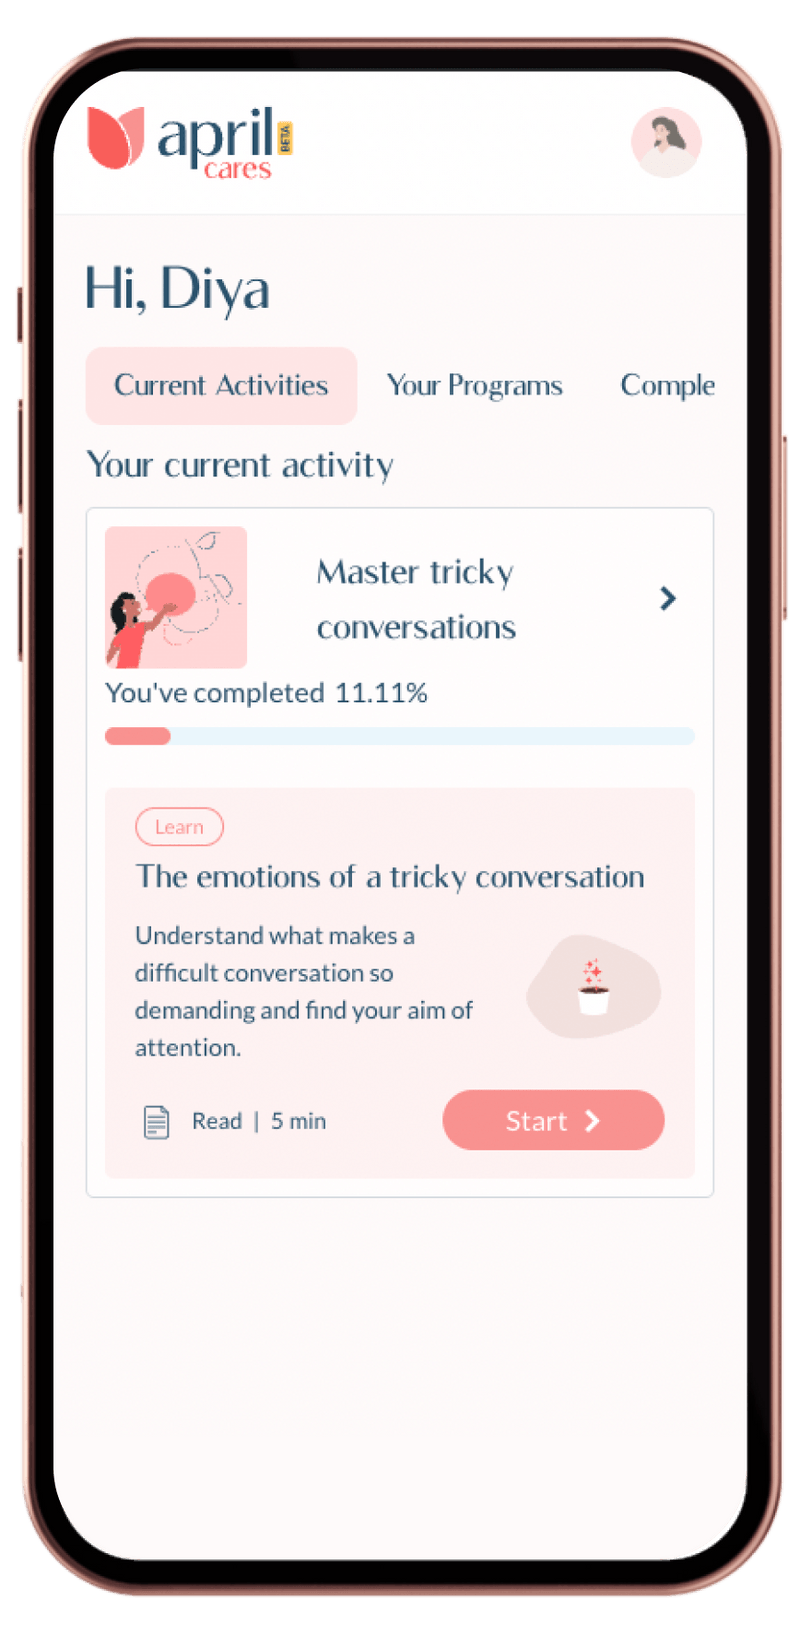 april BETA
cares
Hi, Diya
Current Activities Your Programs Comple
Your current activity
Master tricky
conversations
You've completed 11.11%
Learn
The emotions of a tricky conversation
Understand what makes a
difficult conversation so
demanding and find your aim of
attention.
Read | 5 min
Start